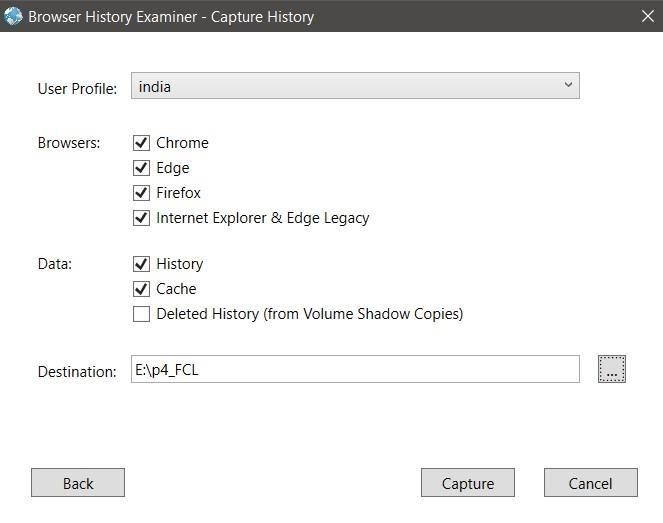 Browser History Examiner - Capture History
User Profile: india
Browsers: Chrome
Edge
Firefox
Internet Explorer & Edge Legacy
Data: History
Cache
Deleted History (from Volume Shadow Copies)
Destination: E:\p4_FCL ...
Back Capture Cancel